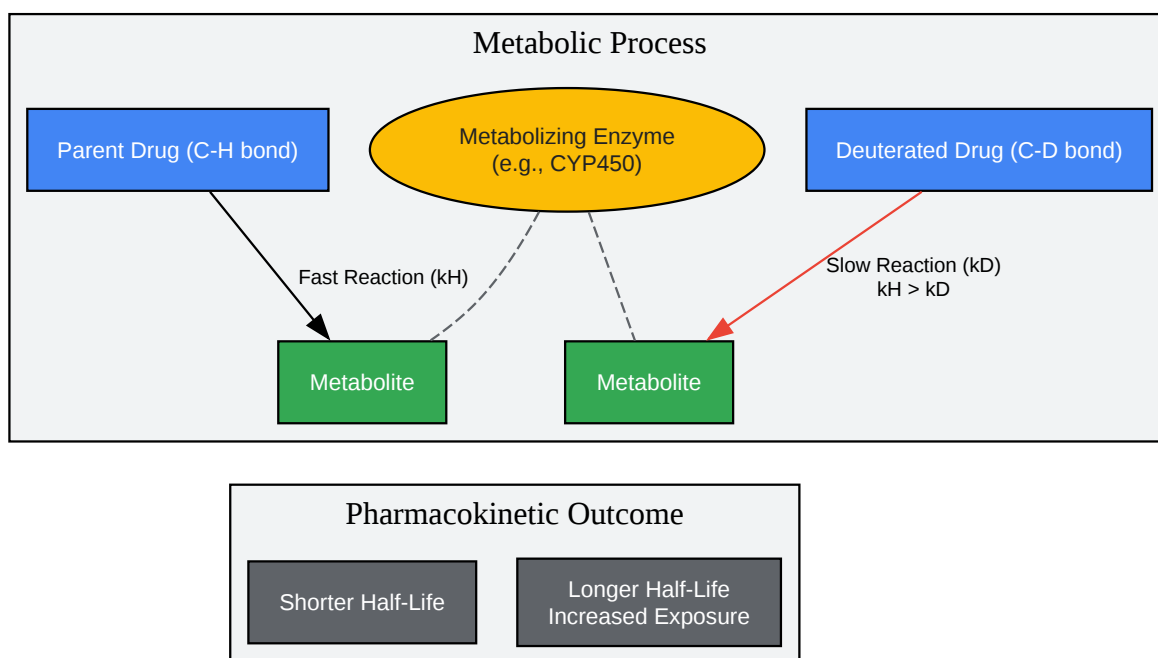 Metabolic Process
Parent Drug (C-H bond)
Metabolizing Enzyme
(e.g., CYP450)
Deuterated Drug (C-D bond)
Fast Reaction (kH)
Slow Reaction (kD)
kH > kD
Metabolite
Metabolite
Pharmacokinetic Outcome
Shorter Half-Life
Longer Half-Life
Increased Exposure